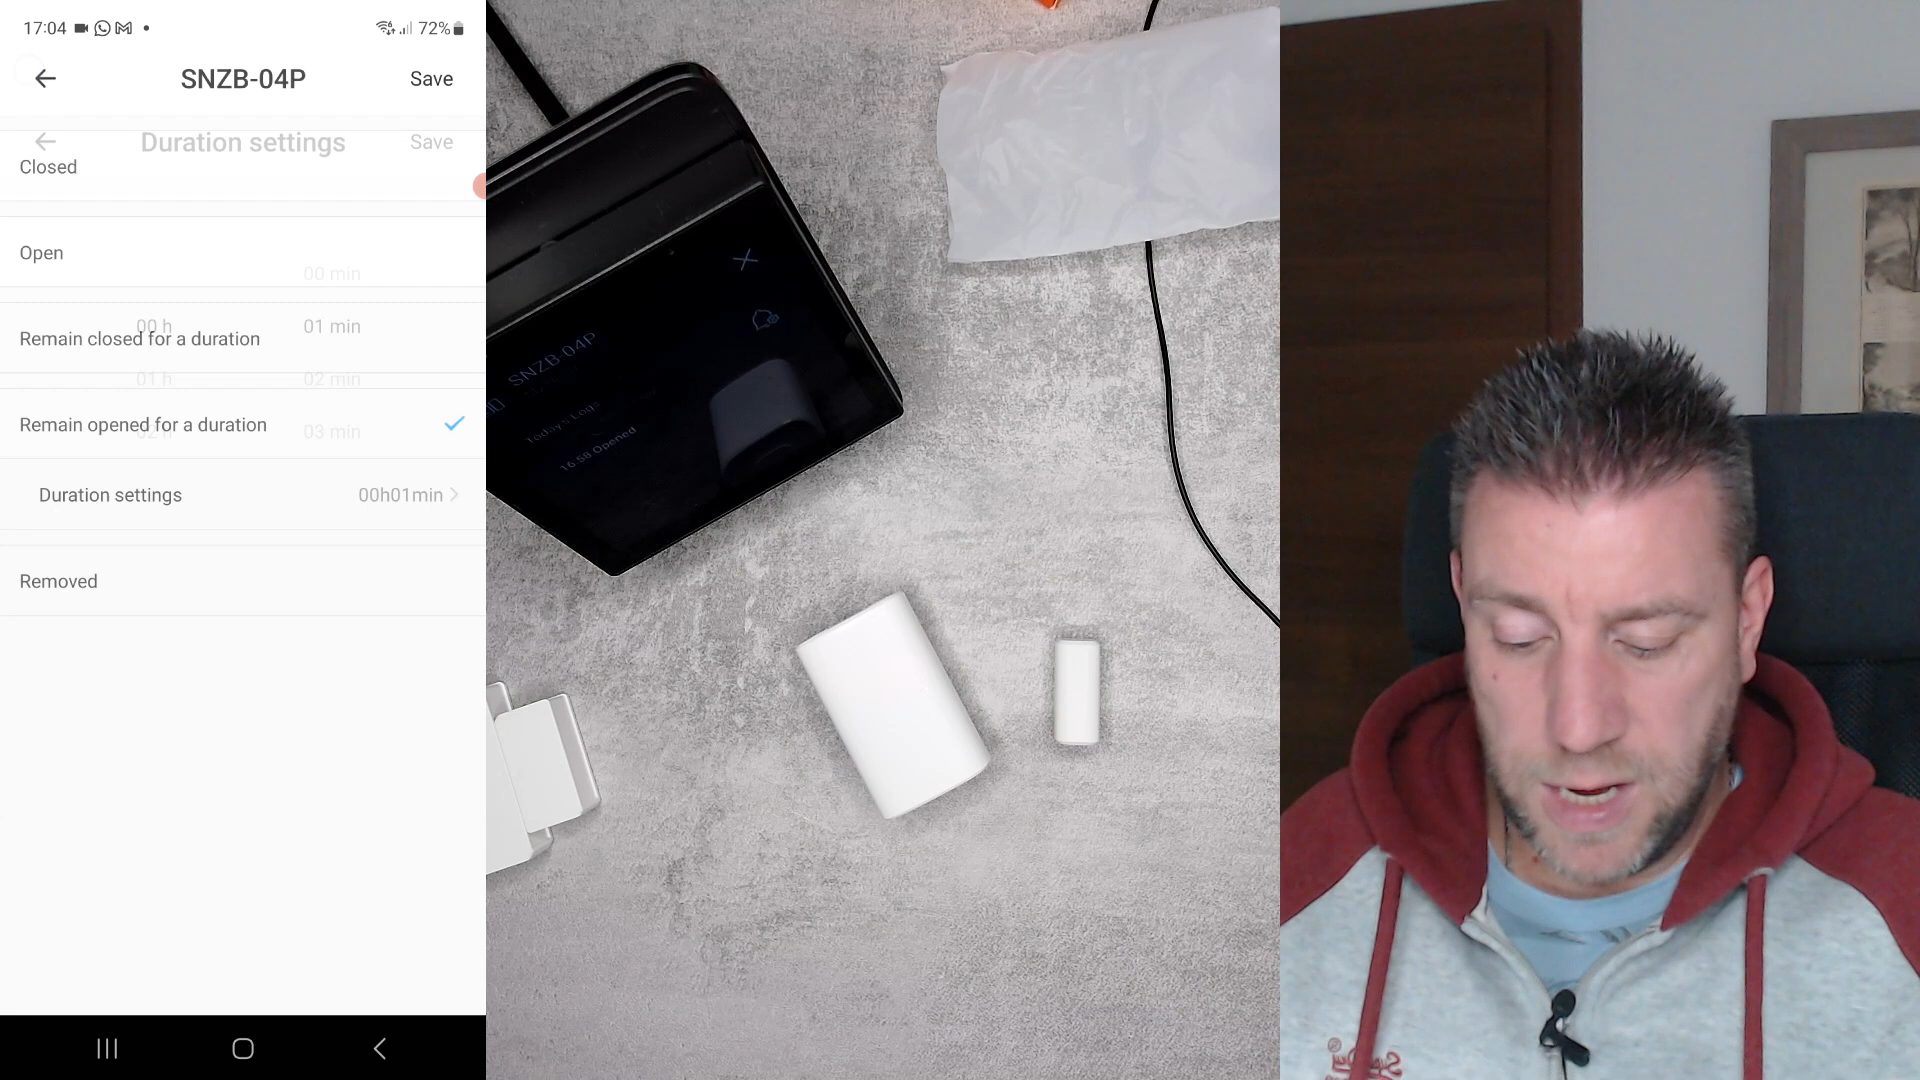 17:04
72%
SNZB-04P
Save
Duration settings
Save
Closed
Open
00 min
00 h
01 min
Remain closed for a duration
01 h
02 min
Remain opened for a duration
02 h
03 min
Duration settings
00h01min
Removed
SNZB-04P
Today's Logs
16:58 Opened